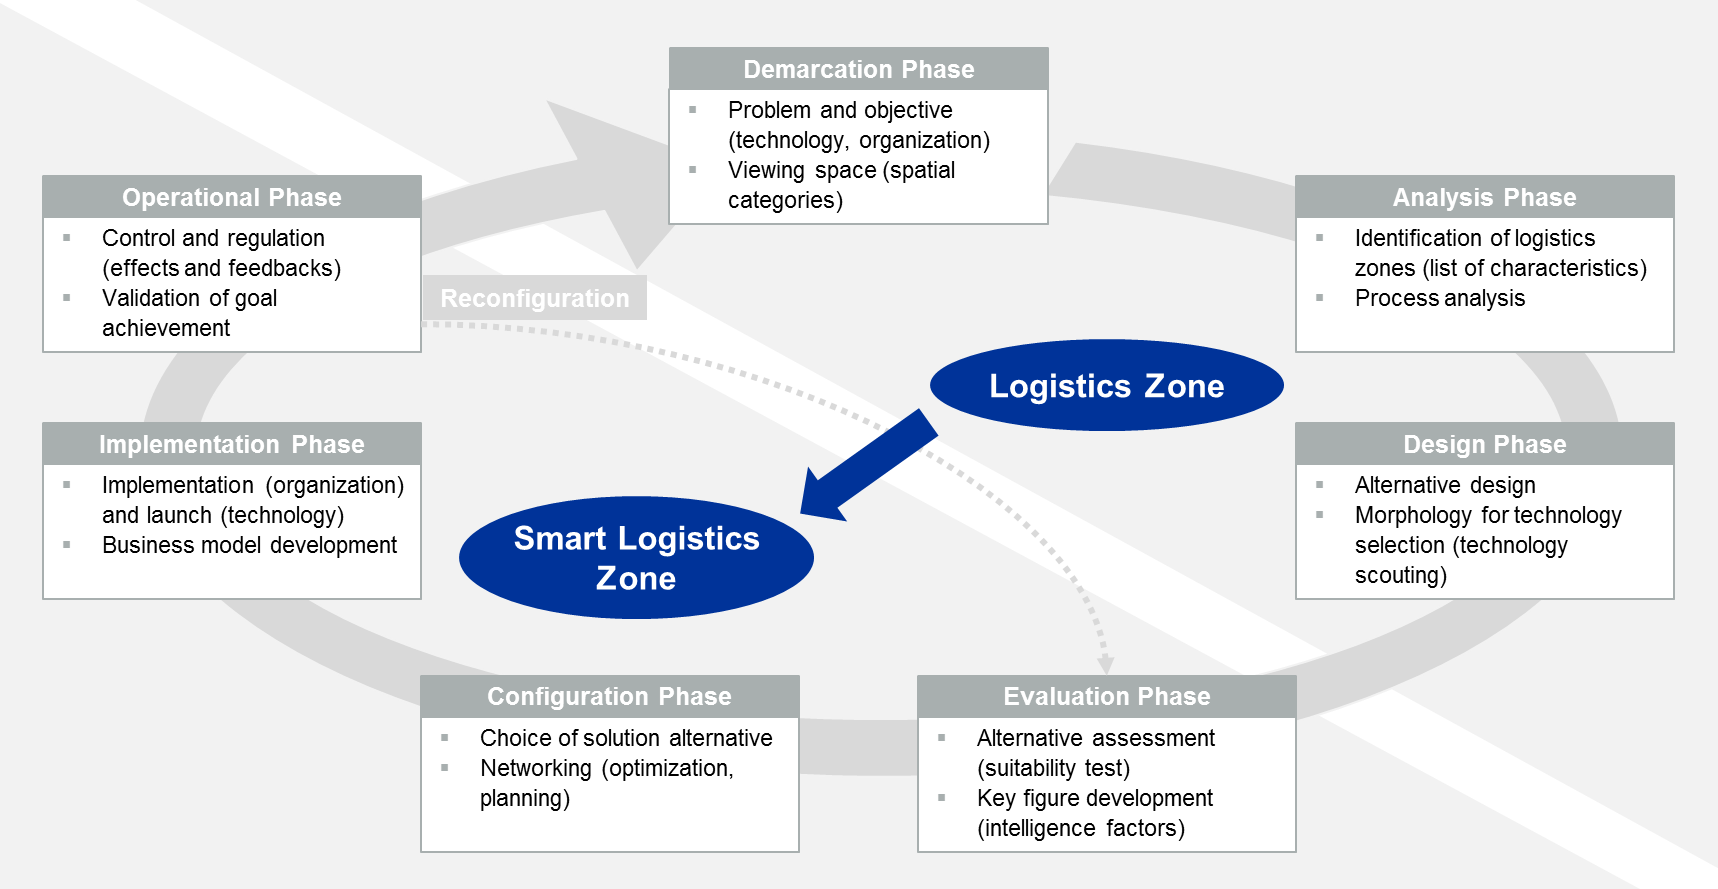 Demarcation Phase
▪ Problem and objective
(technology, organization)
▪ Viewing space (spatial
categories)
Analysis Phase
▪ Identification of logistics
zones (list of characteristics)
▪ Process analysis
Design Phase
▪ Alternative design
▪ Morphology for technology
selection (technology
scouting)
Evaluation Phase
▪ Alternative assessment
(suitability test)
▪ Key figure development
(intelligence factors)
Configuration Phase
▪ Choice of solution alternative
▪ Networking (optimization,
planning)
Implementation Phase
▪ Implementation (organization)
and launch (technology)
▪ Business model development
Operational Phase
▪ Control and regulation
(effects and feedbacks)
▪ Validation of goal
achievement
Reconfiguration
Logistics Zone
Smart Logistics
Zone